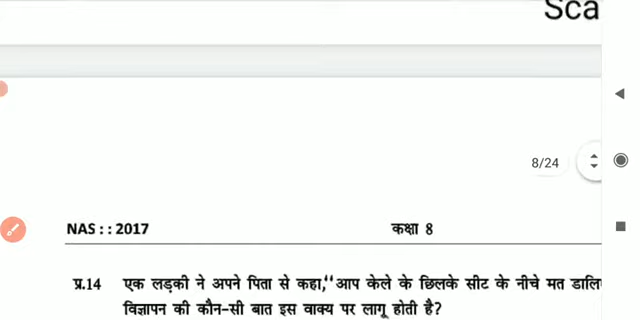 Sca
8/24
NAS : : 2017 कक्षा 8
प्र.14 एक लड़की ने अपने पिता से कहा,‘‘आप केले के छिलके सीट के नीचे मत
विज्ञापन की कौन-सी बात इस वाक्य पर लागू होती है?